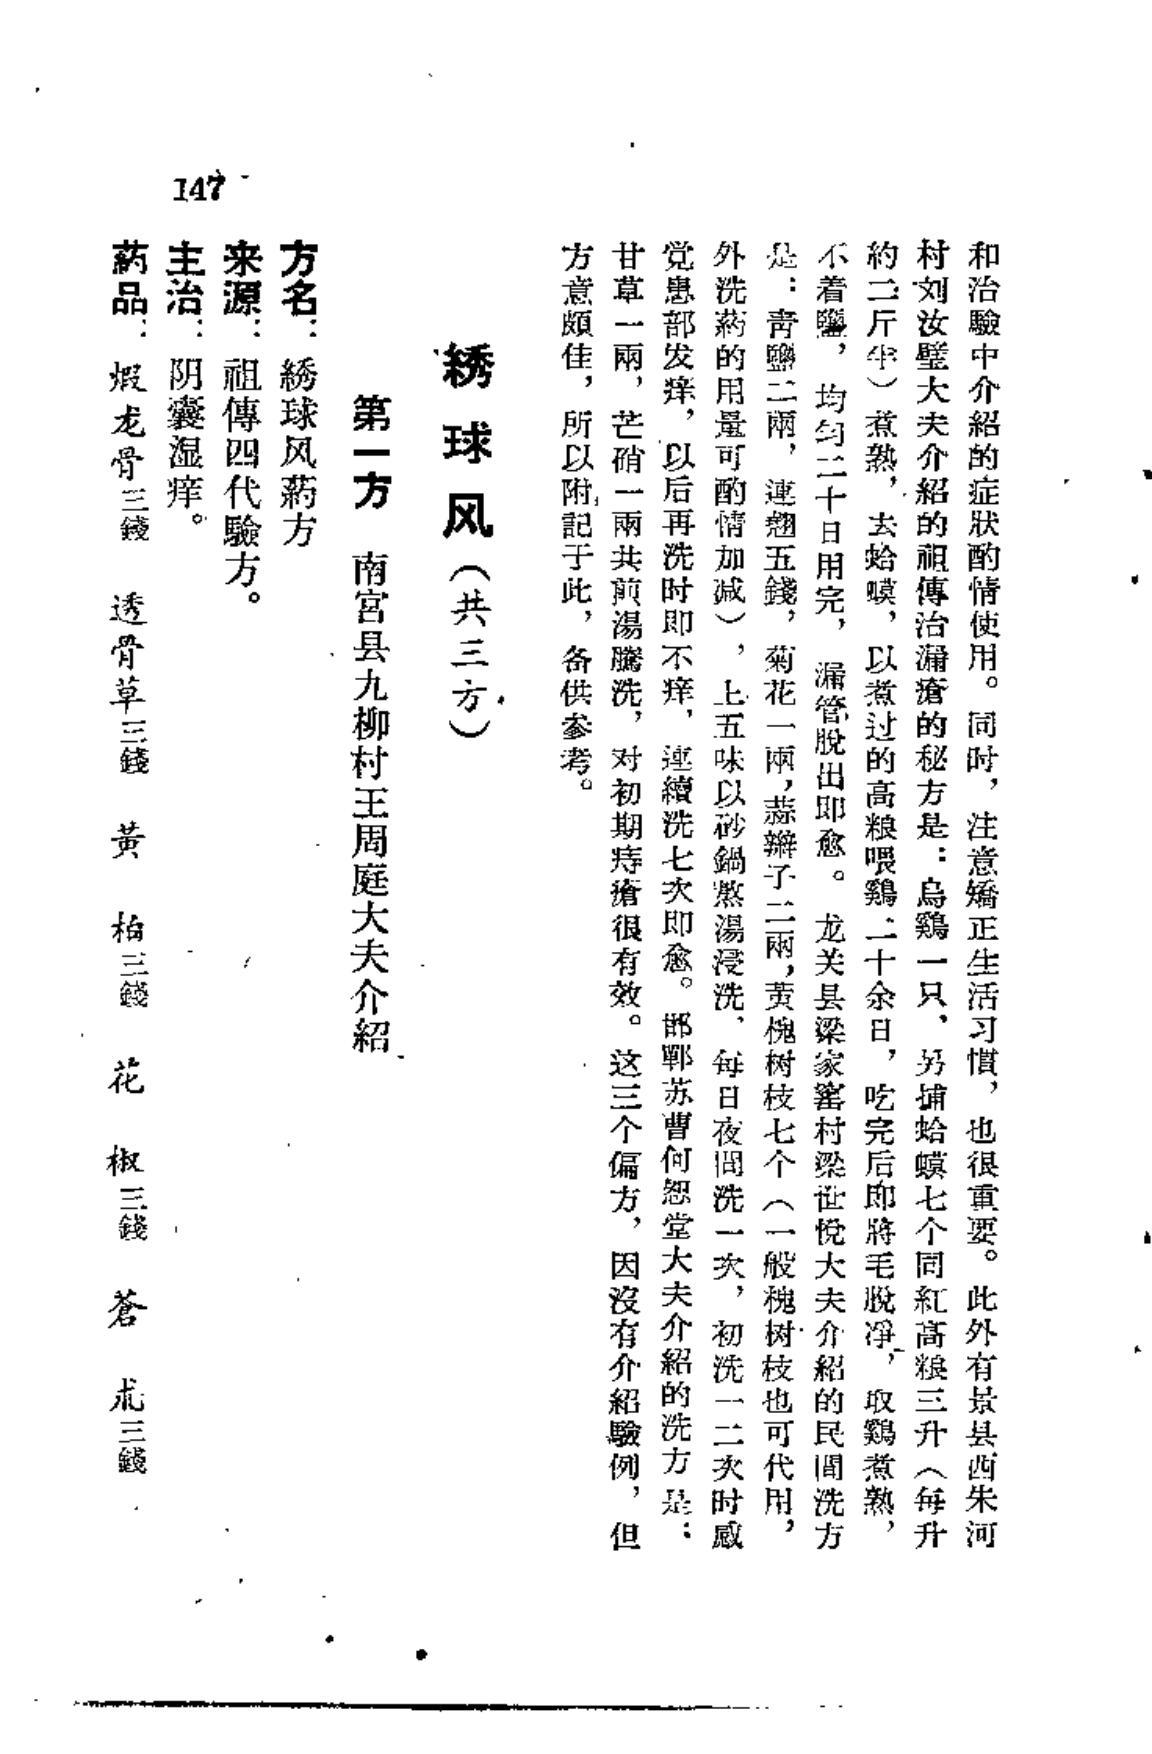 和治驗中介紹的症狀酌情使用。同时，注意矯正生活习慣，也很重要。此外有景县西朱河
村刘汝璧大夫介紹的祖傳治漏瘡的秘方是：烏鷄一只，另捕蛤蟆七个同紅高粮三升（每升
約二斤半）煮熟，去蛤蟆，以煮过的高粮喂鷄二十余日，吃完后即将毛脫凈，取鷄煮熟，
不着鹽，均匀二十日用完，漏管脫出即愈。龙关县梁家窰村梁世悅大夫介紹的民間洗方
是：靑鹽二兩，連翹五錢，菊花一兩，蒜辮子二兩，黃槐树枝七个（一般槐树枝也可代用，
外洗葯的用量可酌情加减），上五味以砂鍋熬湯浸洗，每日夜間洗一次，初洗一二次时感
觉患部发痒，以后再洗时即不痒，連續洗七次即愈。邯鄲苏曹何恕堂大夫介紹的洗方是：
甘草一兩，芒硝一兩共煎湯騰洗，对初期痔瘡很有效。这三个偏方，因沒有介紹驗例，但
方意頗佳，所以附記于此，备供参考。
綉球风（共三方）
第一方　南宮县九柳村王周庭大夫介紹
方名：綉球风葯方
来源：祖傳四代驗方。
主治：阴囊湿痒。
葯品：煆龙骨三錢　透骨草三錢　黃　柏三錢　花　椒三錢　蒼　朮三錢
147